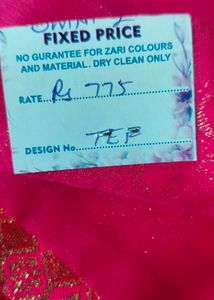 FIXED PRICE
NO GURANTEE FOR ZARI COLOURS
AND MATERIAL. DRY CLEAN ONLY
RATE Rs 775
DESIGN No. TEP